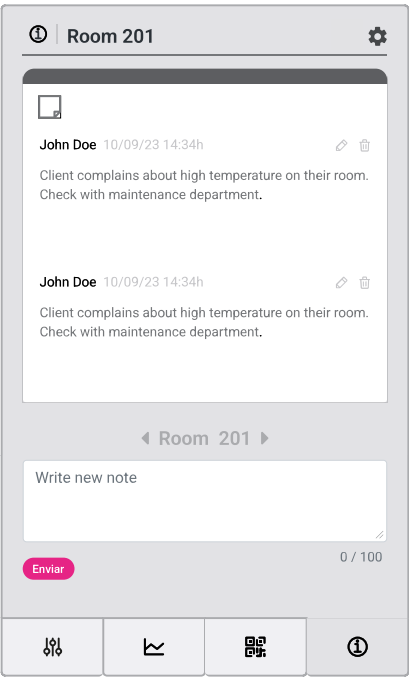 Room 201
John Doe 10/09/23 14:34h
Client complains about high temperature on their room.
Check with maintenance department.
John Doe 10/09/23 14:34h
Client complains about high temperature on their room.
Check with maintenance department.
Room 201
Write new note
0 / 100
Enviar